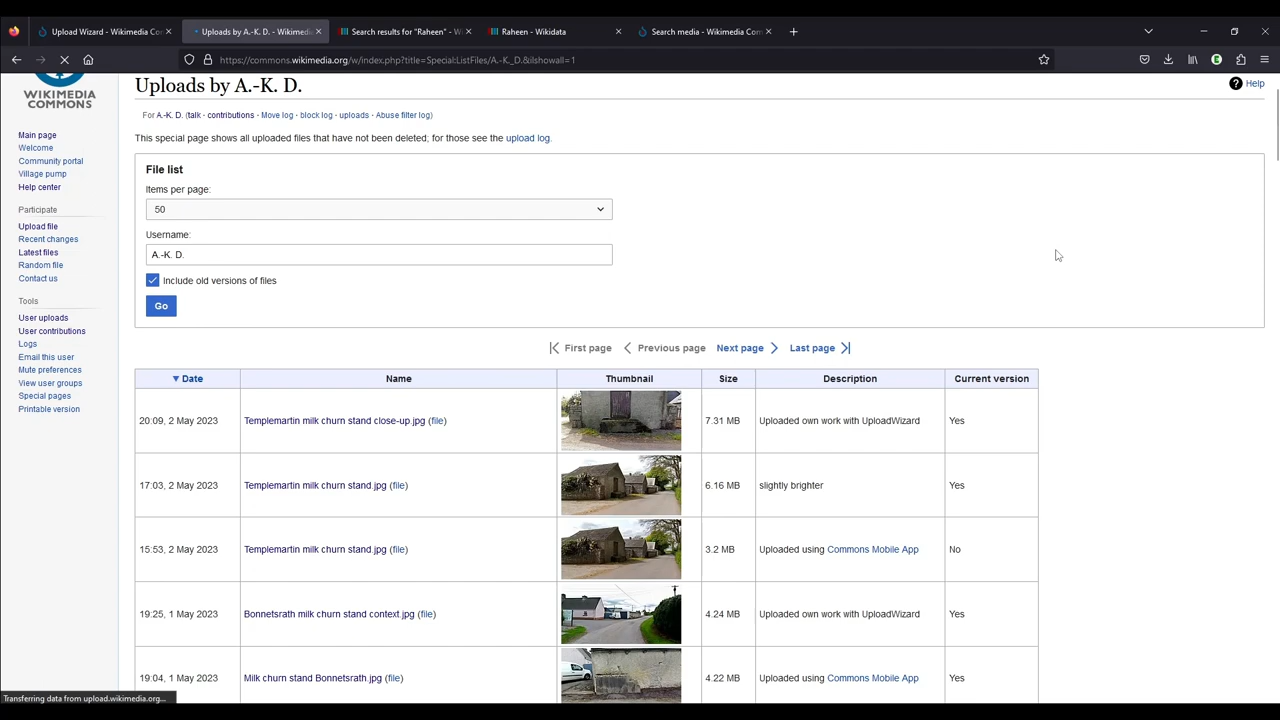 Upload Wizard - Wikimedia Co
Uploads by A.-K. D. - Wikimedi
Search results for "Raheen" - W
Raheen - Wikidata
Search media - Wikimedia Com
https://commons.wikimedia.org/w/index.php?title=Special:ListFiles/A.-K._D.&ilshowall=1
WIKIMEDIA
COMMONS
Main page
Welcome
Community portal
Village pump
Help center
Participate
Upload file
Recent changes
Latest files
Random file
Contact us
Tools
User uploads
User contributions
Logs
Email this user
Mute preferences
View user groups
Special pages
Printable version
Uploads by A.-K. D.
Help
For A.-K. D. (talk · contributions · Move log · block log · uploads · Abuse filter log)
This special page shows all uploaded files that have not been deleted; for those see the upload log.
File list
Items per page:
50
Username:
A.-K. D.
Include old versions of files
Go
First page Previous page Next page Last page
Date Name Thumbnail Size Description Current version
20:09, 2 May 2023 Templemartin milk churn stand close-up.jpg (file) 7.31 MB Uploaded own work with UploadWizard Yes
17:03, 2 May 2023 Templemartin milk churn stand.jpg (file) 6.16 MB slightly brighter Yes
15:53, 2 May 2023 Templemartin milk churn stand.jpg (file) 3.2 MB Uploaded using Commons Mobile App No
19:25, 1 May 2023 Bonnetsrath milk churn stand context.jpg (file) 4.24 MB Uploaded own work with UploadWizard Yes
19:04, 1 May 2023 Milk churn stand Bonnetsrath.jpg (file) 4.22 MB Uploaded using Commons Mobile App Yes
Transferring data from upload.wikimedia.org...